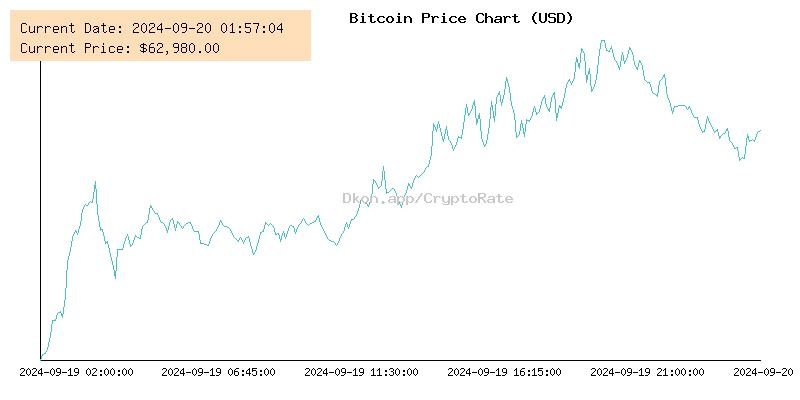 Bitcoin Price Chart (USD)
Current Date: 2024-09-20 01:57:04
Current Price: $62,980.00
Dkon.app/CryptoRate
2024-09-19 02:00:00 2024-09-19 06:45:00 2024-09-19 11:30:00 2024-09-19 16:15:00 2024-09-19 21:00:00 2024-09-20